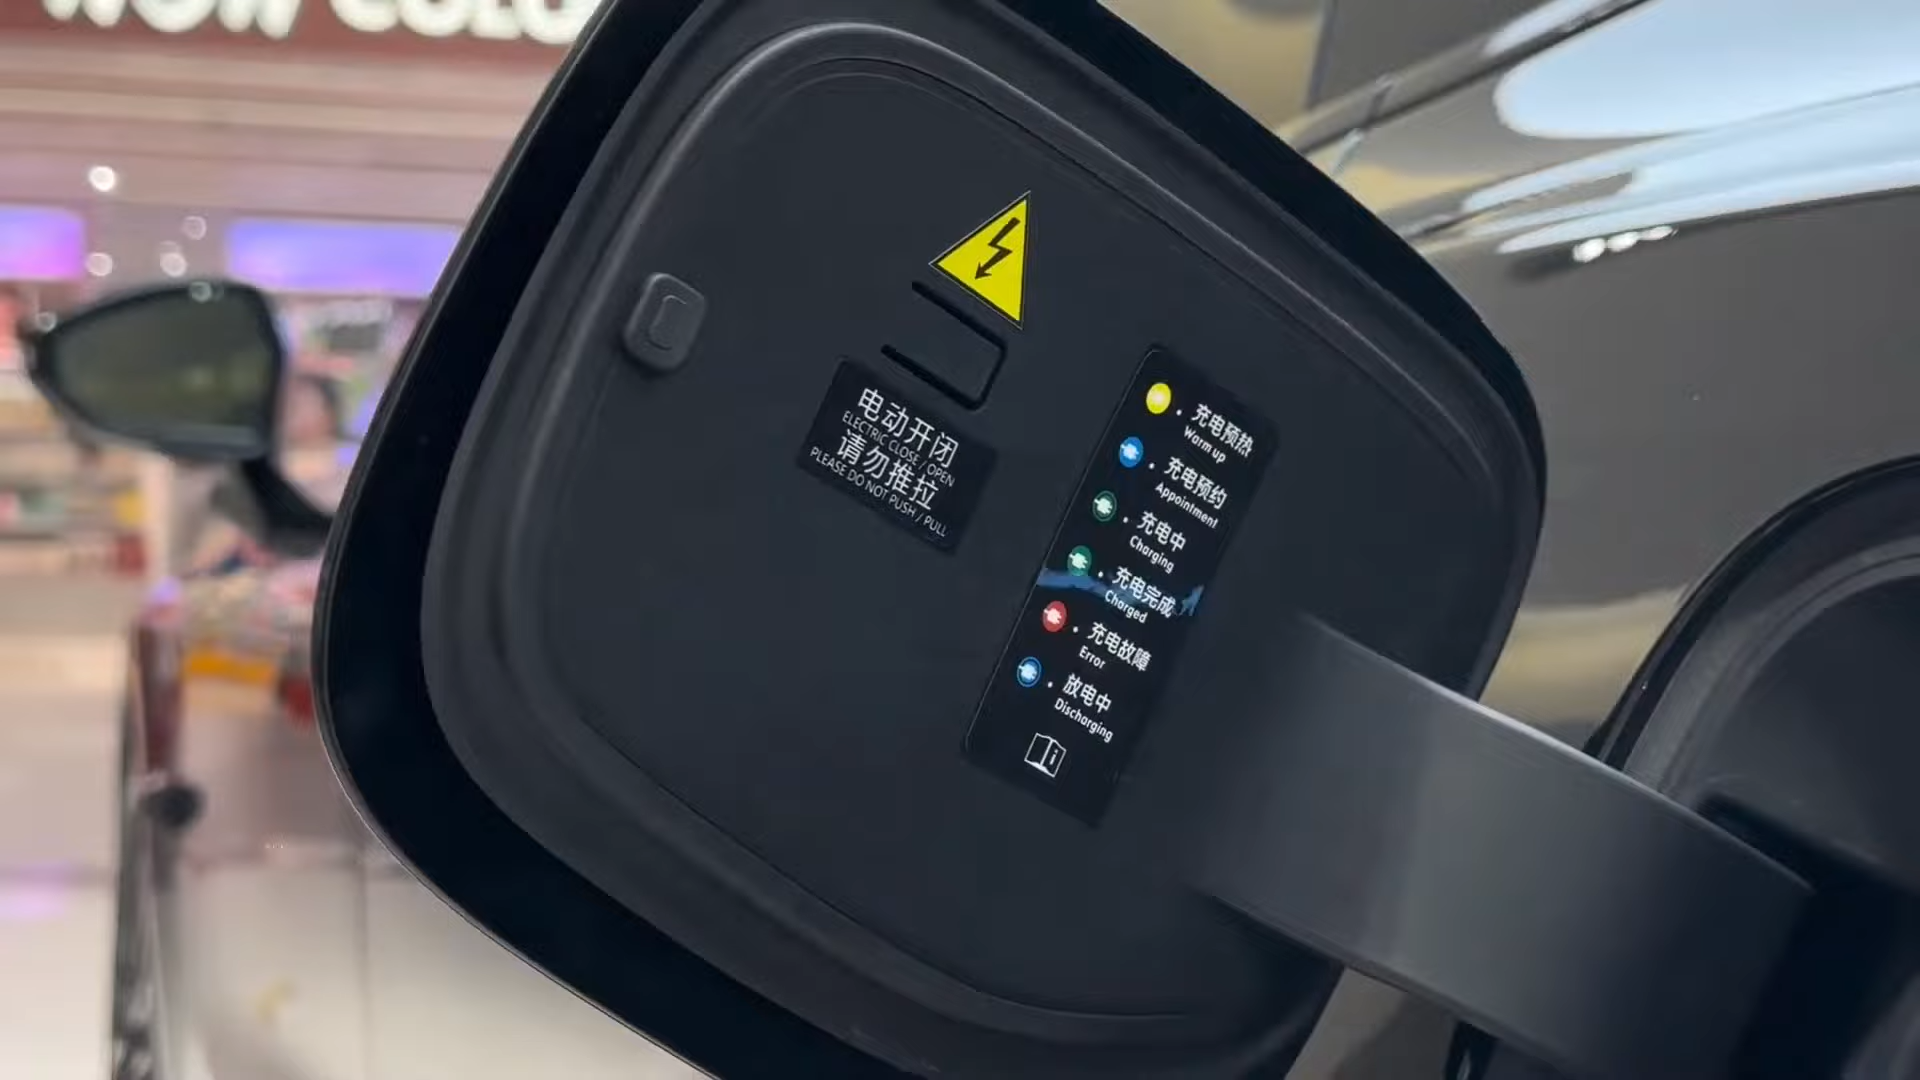 WOW COLO
电动开闭
ELECTRIC CLOSE / OPEN
请勿推拉
PLEASE DO NOT PUSH / PULL
充电预热
Warm up
充电预约
Appointment
充电中
Charging
充电完成
Charged
充电故障
Error
放电中
Discharging